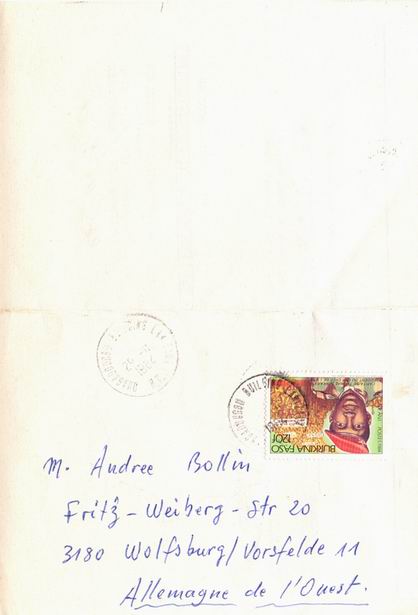 BURKINA FASO
120F
M. Andree Bollin
Fritz - Weiberg - Str 20
3180 Wolfsburg/Vorsfelde 11
Allemagne de l'Ouest.